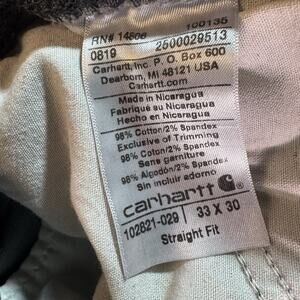 RN# 14806 100135
0819 2500029513
Carhartt, Inc. P. O. Box 600
Dearborn, MI 48121 USA
Carhartt.com
Made in Nicaragua
Fabriqué au Nicaragua
Hecho en Nicaragua
98% Cotton/2% Spandex
Exclusive of Trimming
98% Coton/2% Spandex
Sans garniture
98% Algodón/2% Spandex
Sin incluir adorno
carhartt
102821-029 33 X 30
Straight Fit